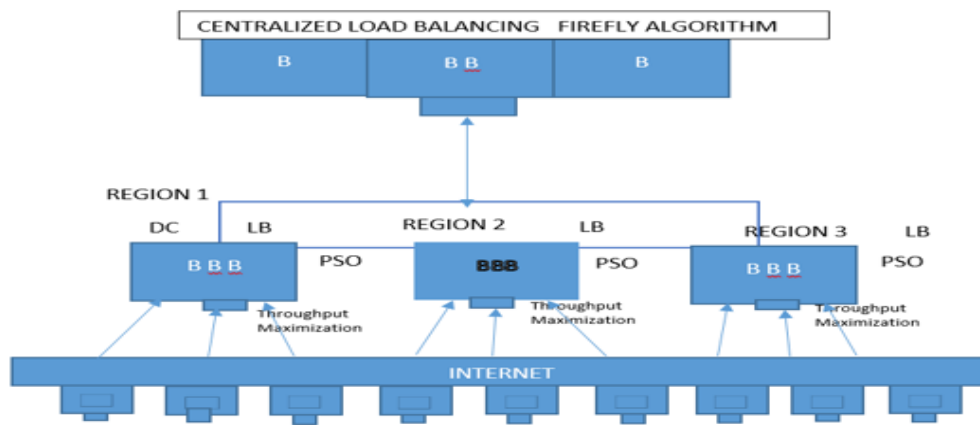 CENTRALIZED LOAD BALANCING FIREFLY ALGORITHM
B
B B
B
REGION 1
DC
LB
B B B
PSO
Throughput
Maximization
REGION 2
LB
BBB
PSO
Throughput
Maximization
REGION 3
LB
B B B
PSO
Throughput
Maximization
INTERNET